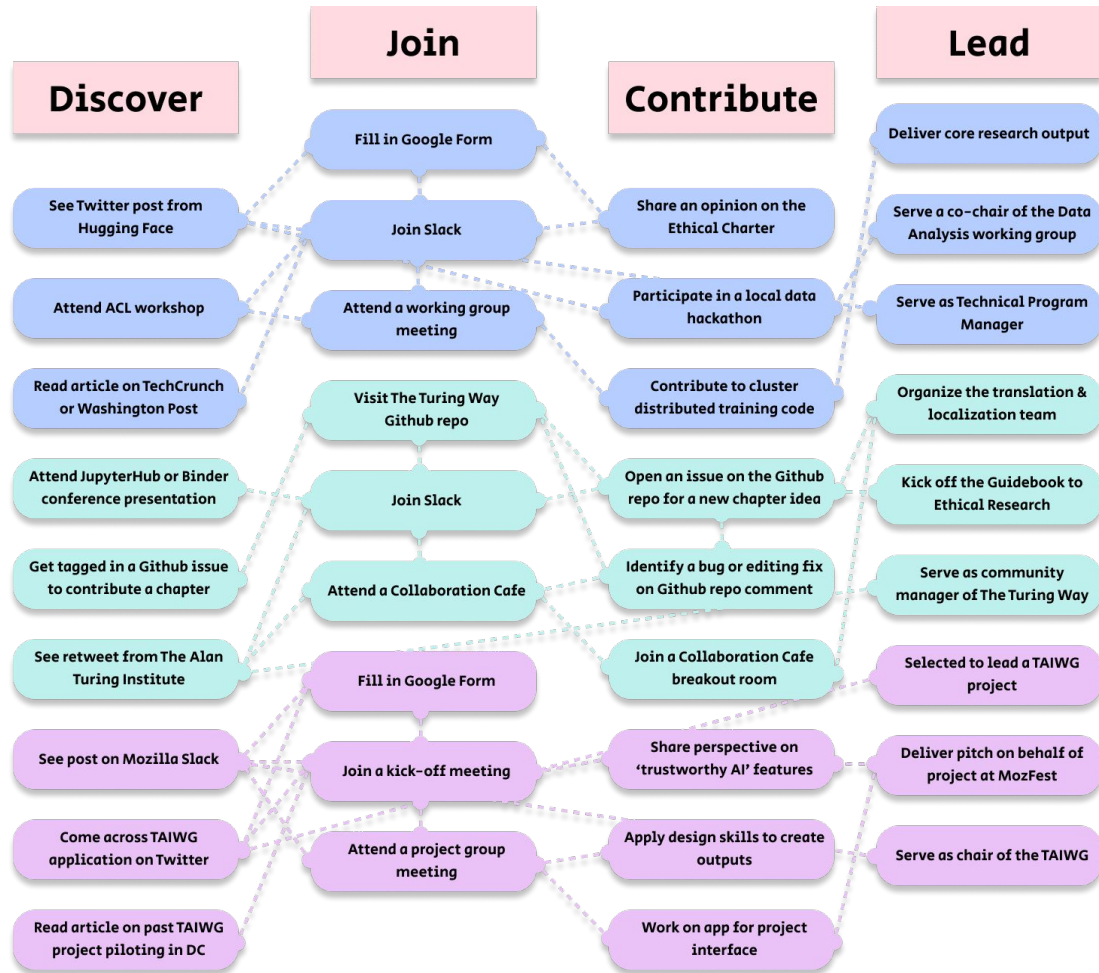 Discover
See Twitter post from
Hugging Face
Attend ACL workshop
Read article on TechCrunch
or Washington Post
Attend JupyterHub or Binder
conference presentation
Get tagged in a Github issue
to contribute a chapter
See retweet from The Alan
Turing Institute
See post on Mozilla Slack
Come across TAIWG
application on Twitter
Read article on past TAIWG
project piloting in DC
Join
Fill in Google Form
Join Slack
Attend a working group
meeting
Visit The Turing Way
Github repo
Join Slack
Attend a Collaboration Cafe
Fill in Google Form
Join a kick-off meeting
Attend a project group
meeting
Contribute
Share an opinion on the
Ethical Charter
Participate in a local data
hackathon
Contribute to cluster
distributed training code
Open an issue on the Github
repo for a new chapter idea
Identify a bug or editing fix
on Github repo comment
Join a Collaboration Cafe
breakout room
Share perspective on
‘trustworthy AI’ features
Apply design skills to create
outputs
Work on app for project
interface
Lead
Deliver core research output
Serve a co-chair of the Data
Analysis working group
Serve as Technical Program
Manager
Organize the translation &
localization team
Kick off the Guidebook to
Ethical Research
Serve as community
manager of The Turing Way
Selected to lead a TAIWG
project
Deliver pitch on behalf of
project at MozFest
Serve as chair of the TAIWG